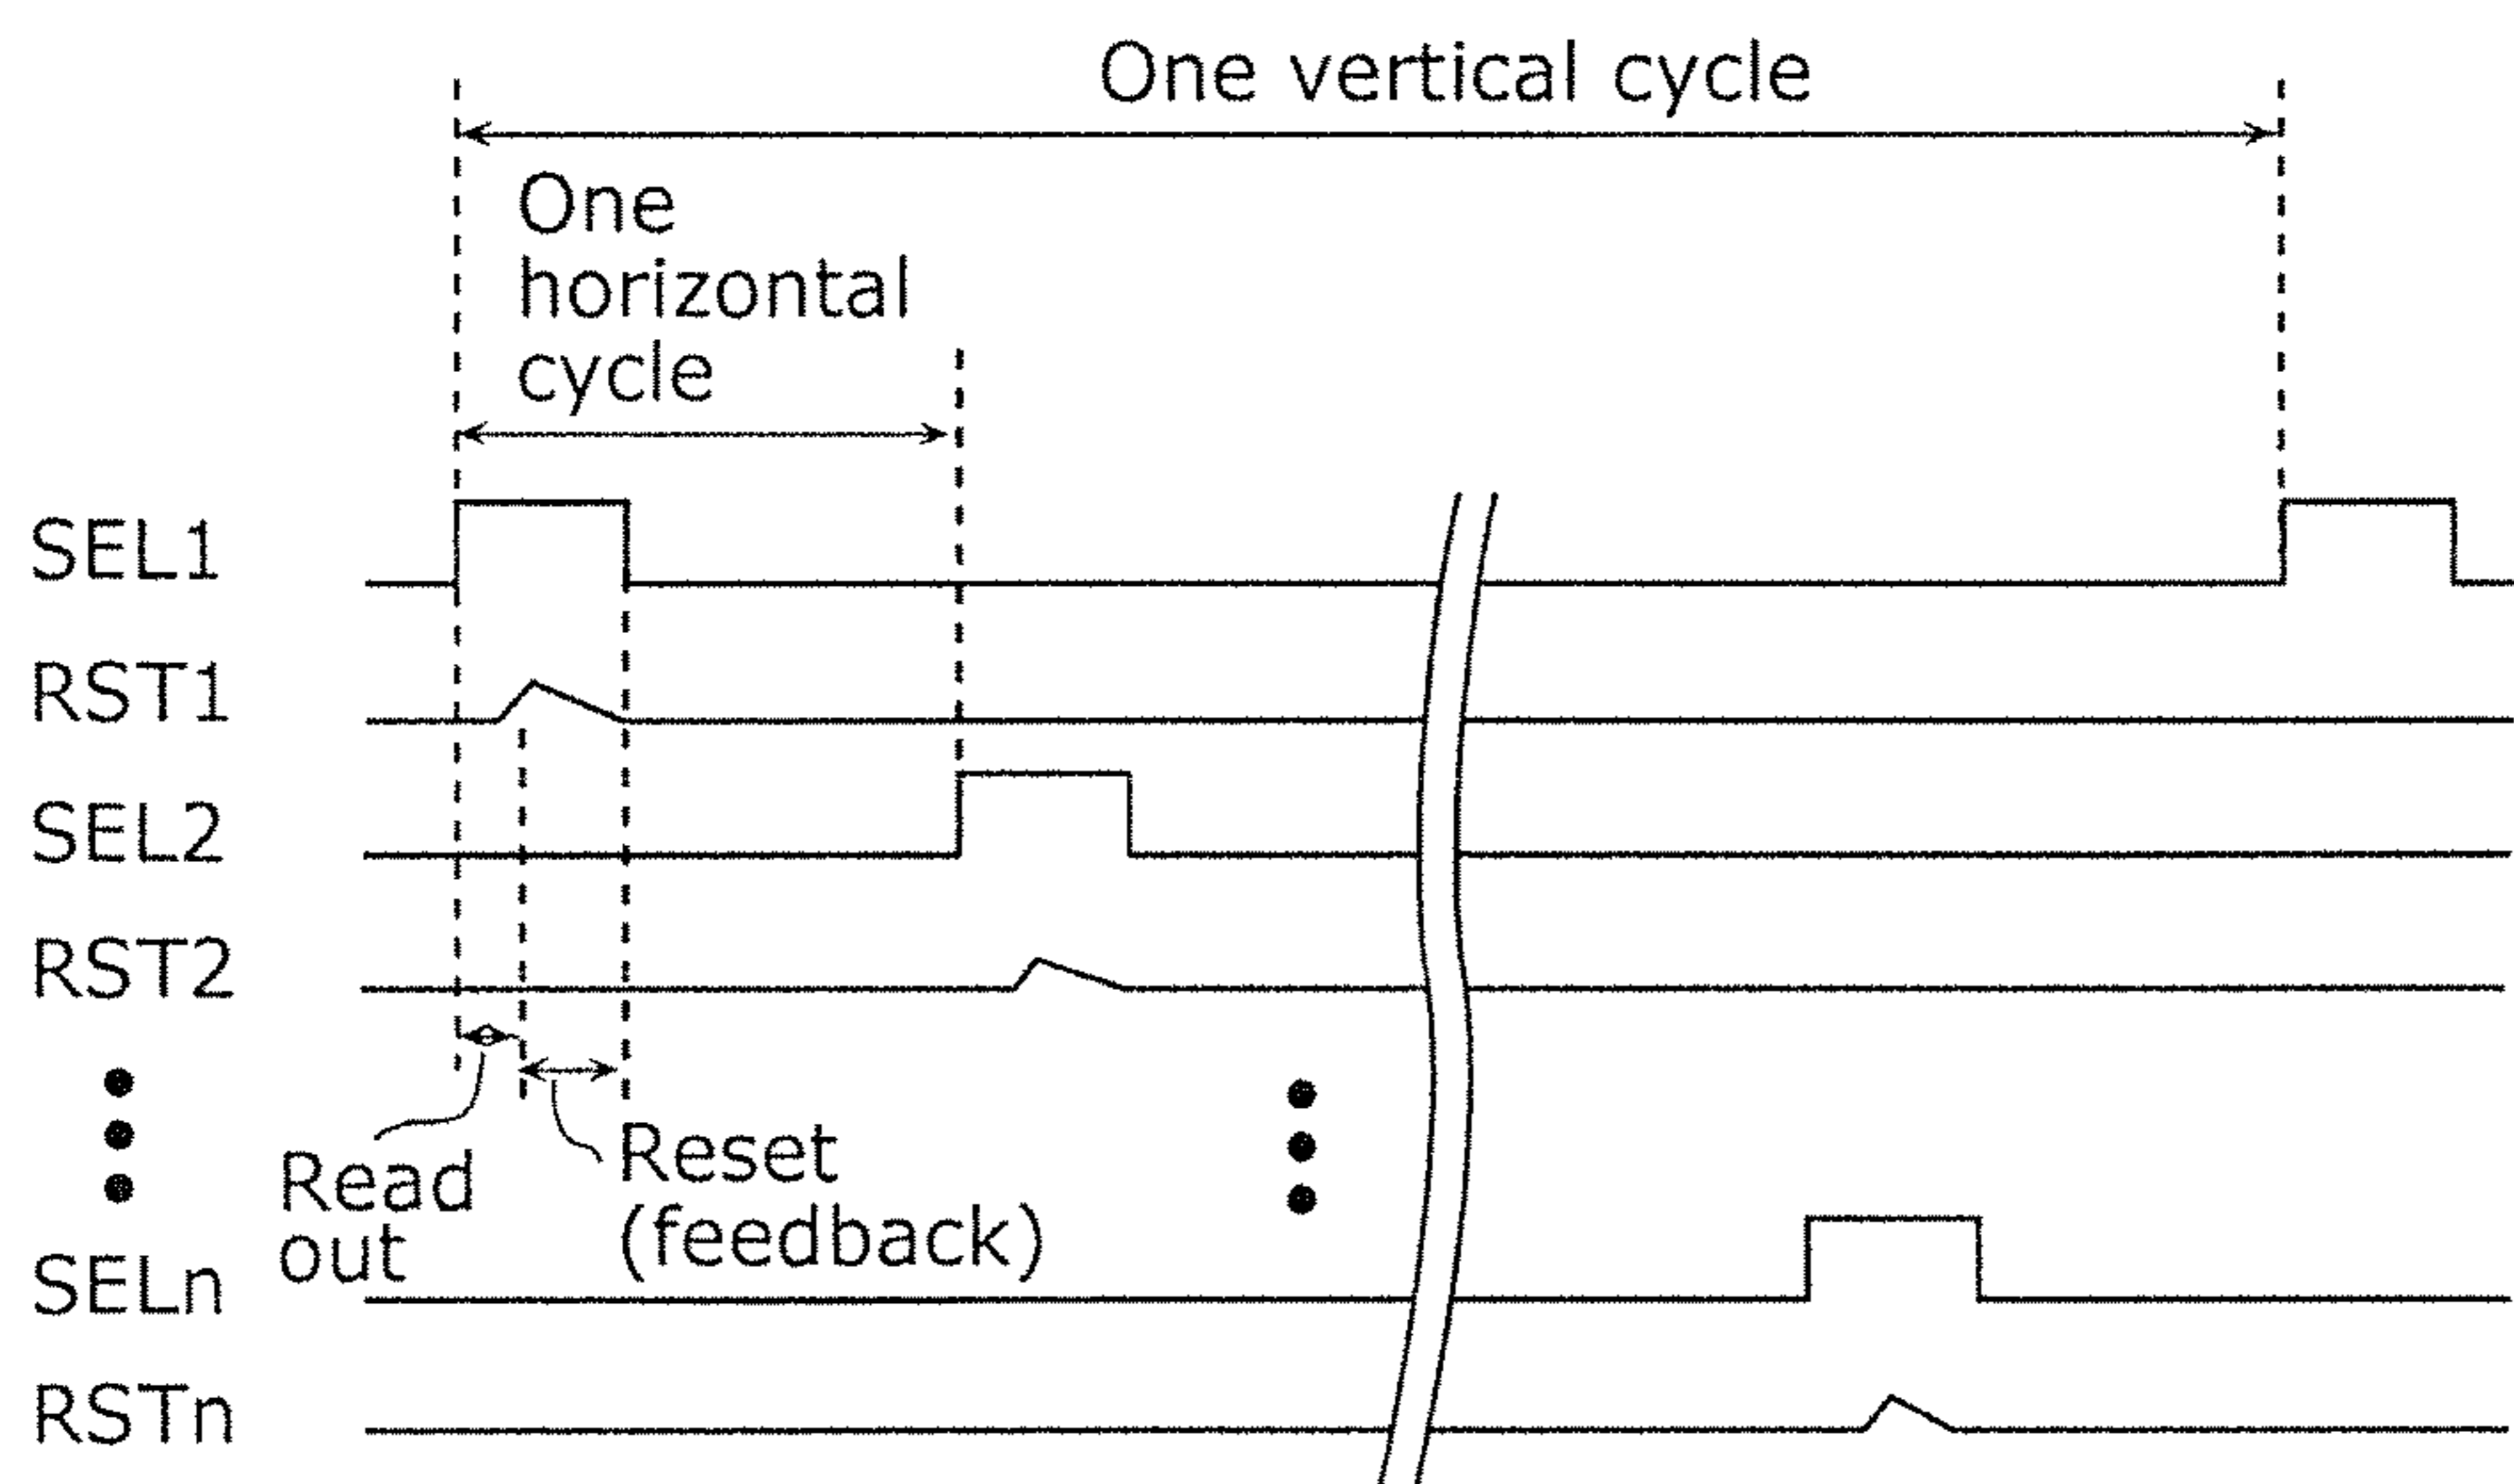 One vertical cycle
One
horizontal
cycle
SEL1
RST1
SEL2
RST2
Read
out
Reset
(feedback)
SELn
RSTn